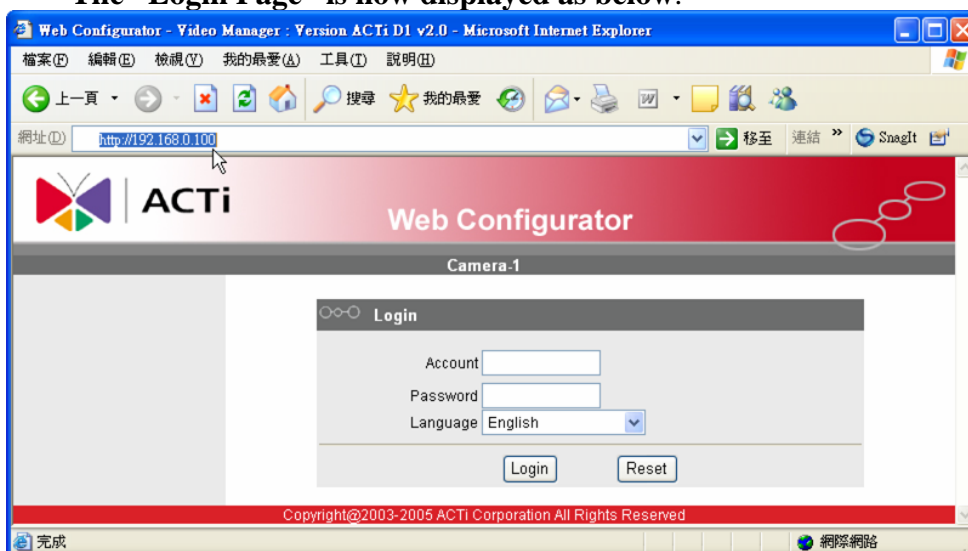 The "Login Page" is now displayed as below.
Web Configurator - Video Manager : Version ACTi D1 v2.0 - Microsoft Internet Explorer
檔案(F) 編輯(E) 檢視(V) 我的最愛(A) 工具(T) 說明(H)
上一頁 搜尋 我的最愛
網址(D) http://192.168.0.100 移至 連結 » SnagIt
ACTi
Web Configurator
Camera-1
Login
Account
Password
Language English
Login Reset
Copyright@2003-2005 ACTi Corporation All Rights Reserved
完成 網際網路